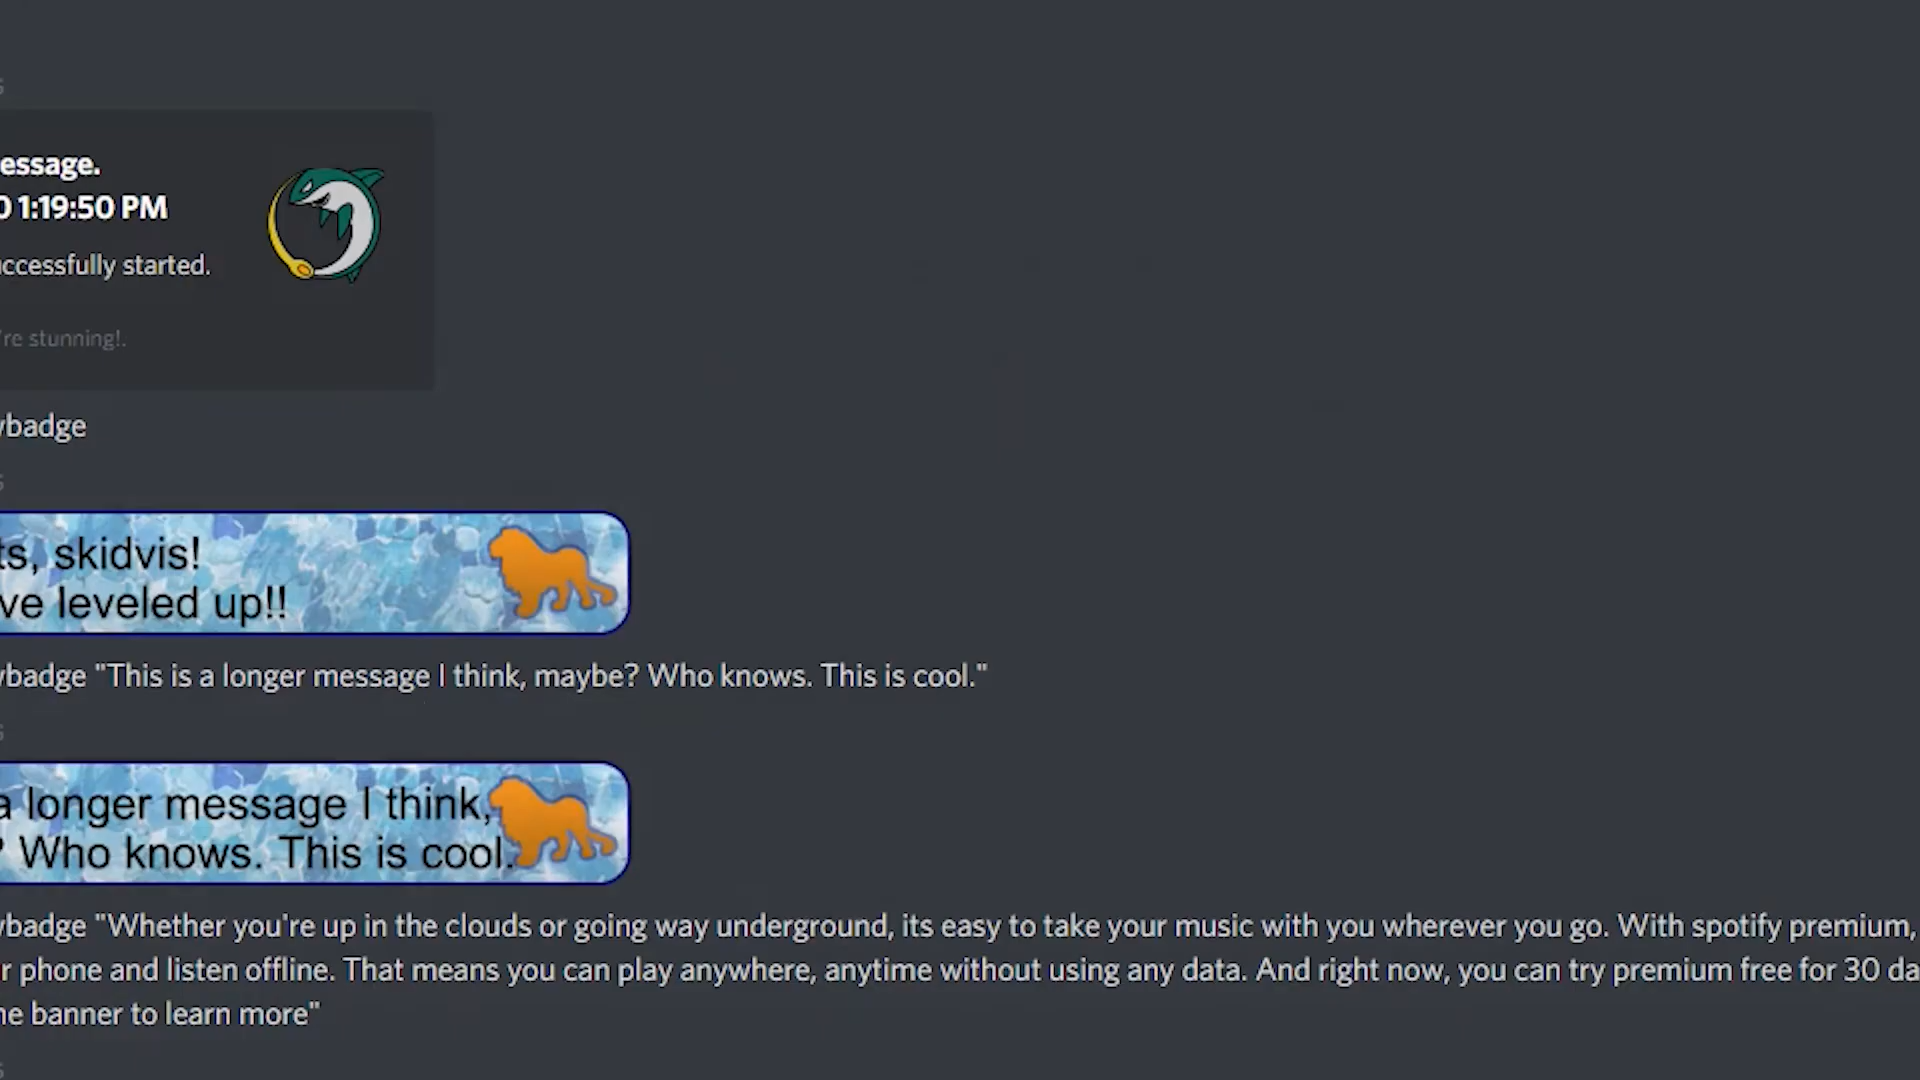 essage.
0 1:19:50 PM
ccessfully started.
're stunning!.
ybadge
ts, skidvis!
ve leveled up!!
ybadge "This is a longer message I think, maybe? Who knows. This is cool."
a longer message I think,
? Who knows. This is cool.
ybadge "Whether you're up in the clouds or going way underground, its easy to take your music with you wherever you go. With spotify premium,
r phone and listen offline. That means you can play anywhere, anytime without using any data. And right now, you can try premium free for 30 da
he banner to learn more"